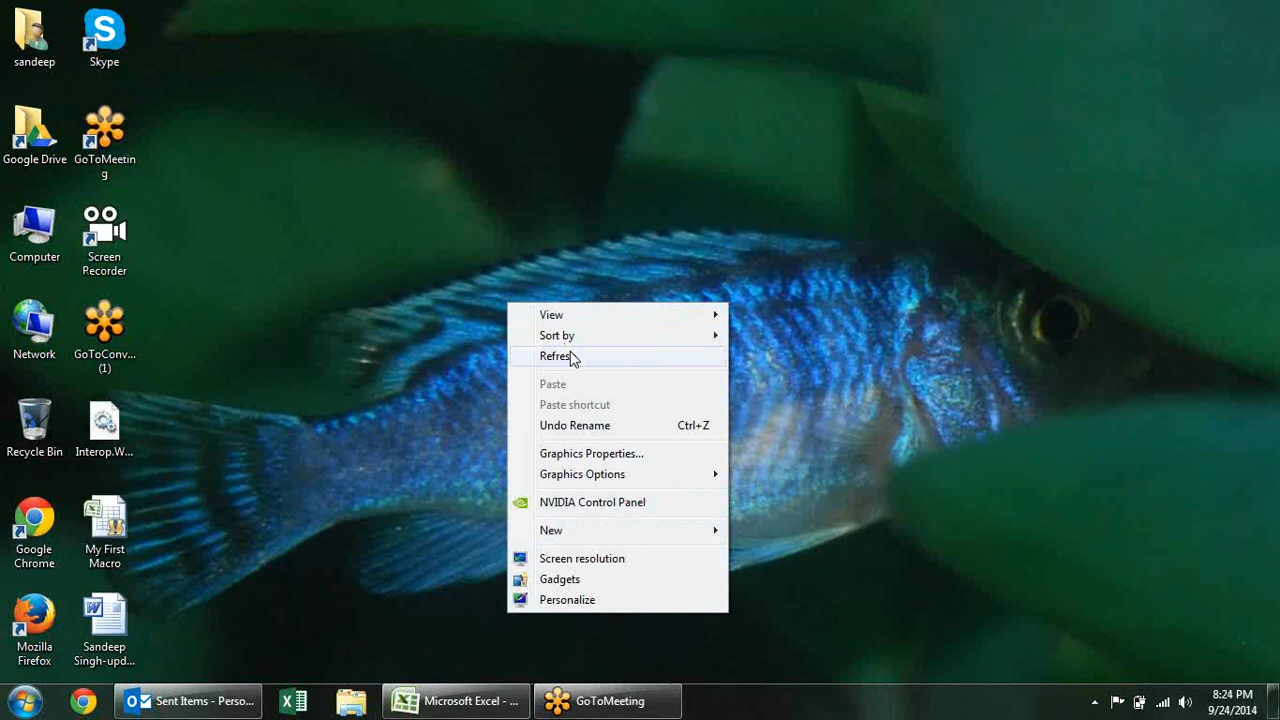 sandeep
Skype
Google Drive
GoToMeetin
g
Computer
Screen
Recorder
Network
GoToConv...
(1)
Recycle Bin
Interop.W...
Google
Chrome
My First
Macro
Mozilla
Firefox
Sandeep
Singh-upd...
View
Sort by
Refres
Paste
Paste shortcut
Undo Rename Ctrl+Z
Graphics Properties...
Graphics Options
NVIDIA Control Panel
New
Screen resolution
Gadgets
Personalize
Sent Items - Perso...
Microsoft Excel - ...
GoToMeeting
8:24 PM
9/24/2014